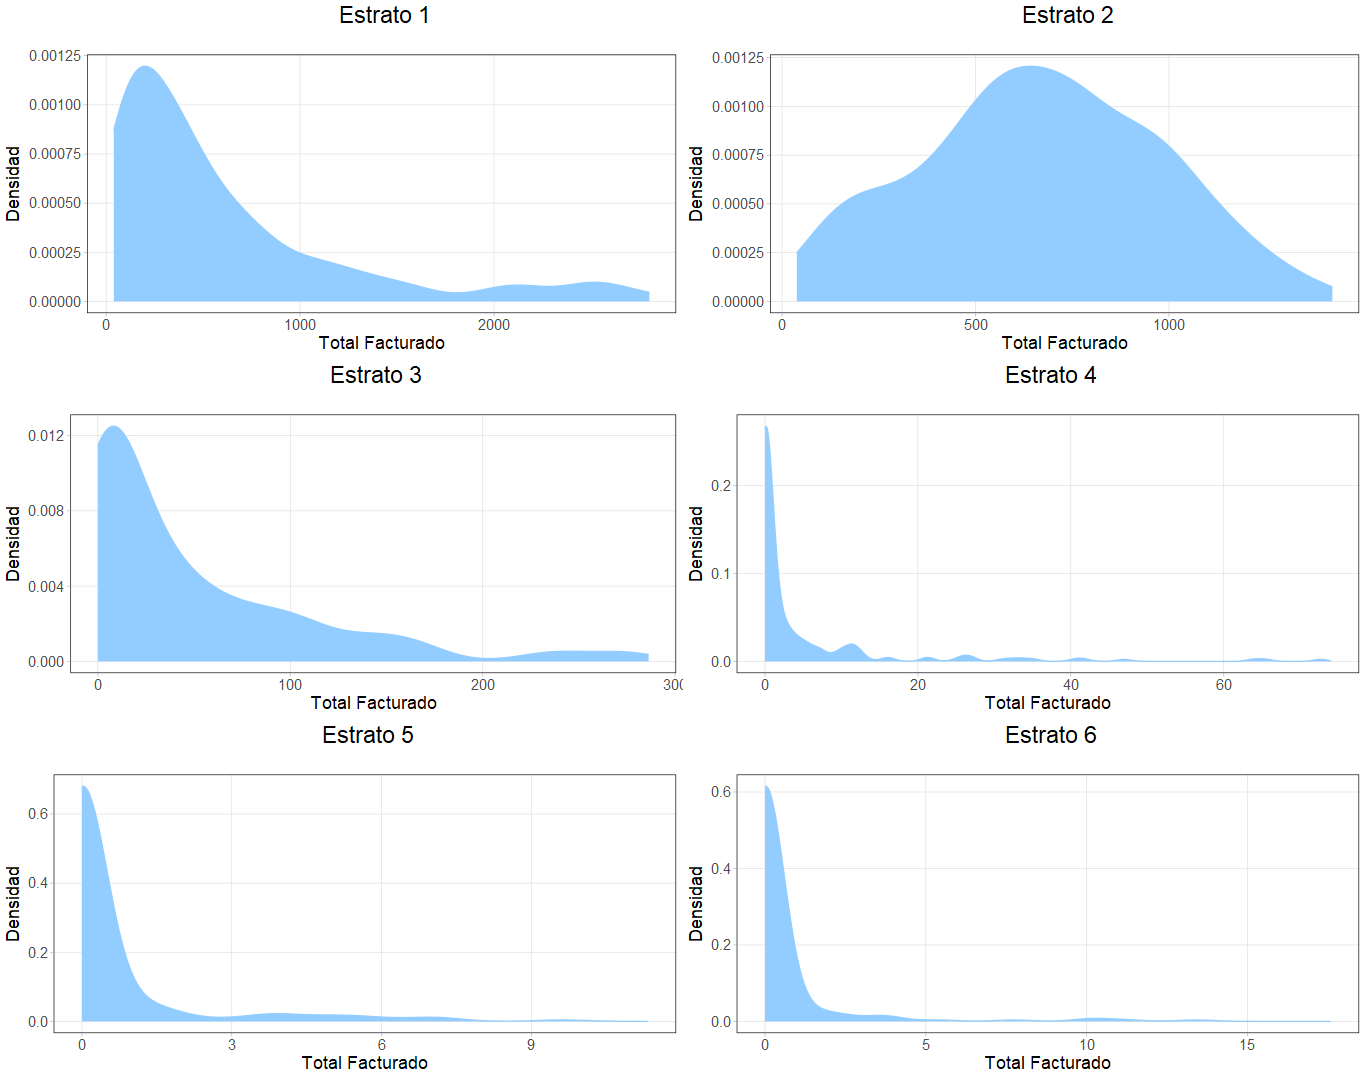 Estrato 1
0.00125
0.00100
0.00075
0.00050
0.00025
0.00000
Densidad
0 1000 2000
Total Facturado
Estrato 2
0.00125
0.00100
0.00075
0.00050
0.00025
0.00000
Densidad
0 500 1000
Total Facturado
Estrato 3
0.012
0.008
0.004
0.000
Densidad
0 100 200 300
Total Facturado
Estrato 4
0.2
0.1
0.0
Densidad
0 20 40 60
Total Facturado
Estrato 5
0.6
0.4
0.2
0.0
Densidad
0 3 6 9
Total Facturado
Estrato 6
0.6
0.4
0.2
0.0
Densidad
0 5 10 15
Total Facturado